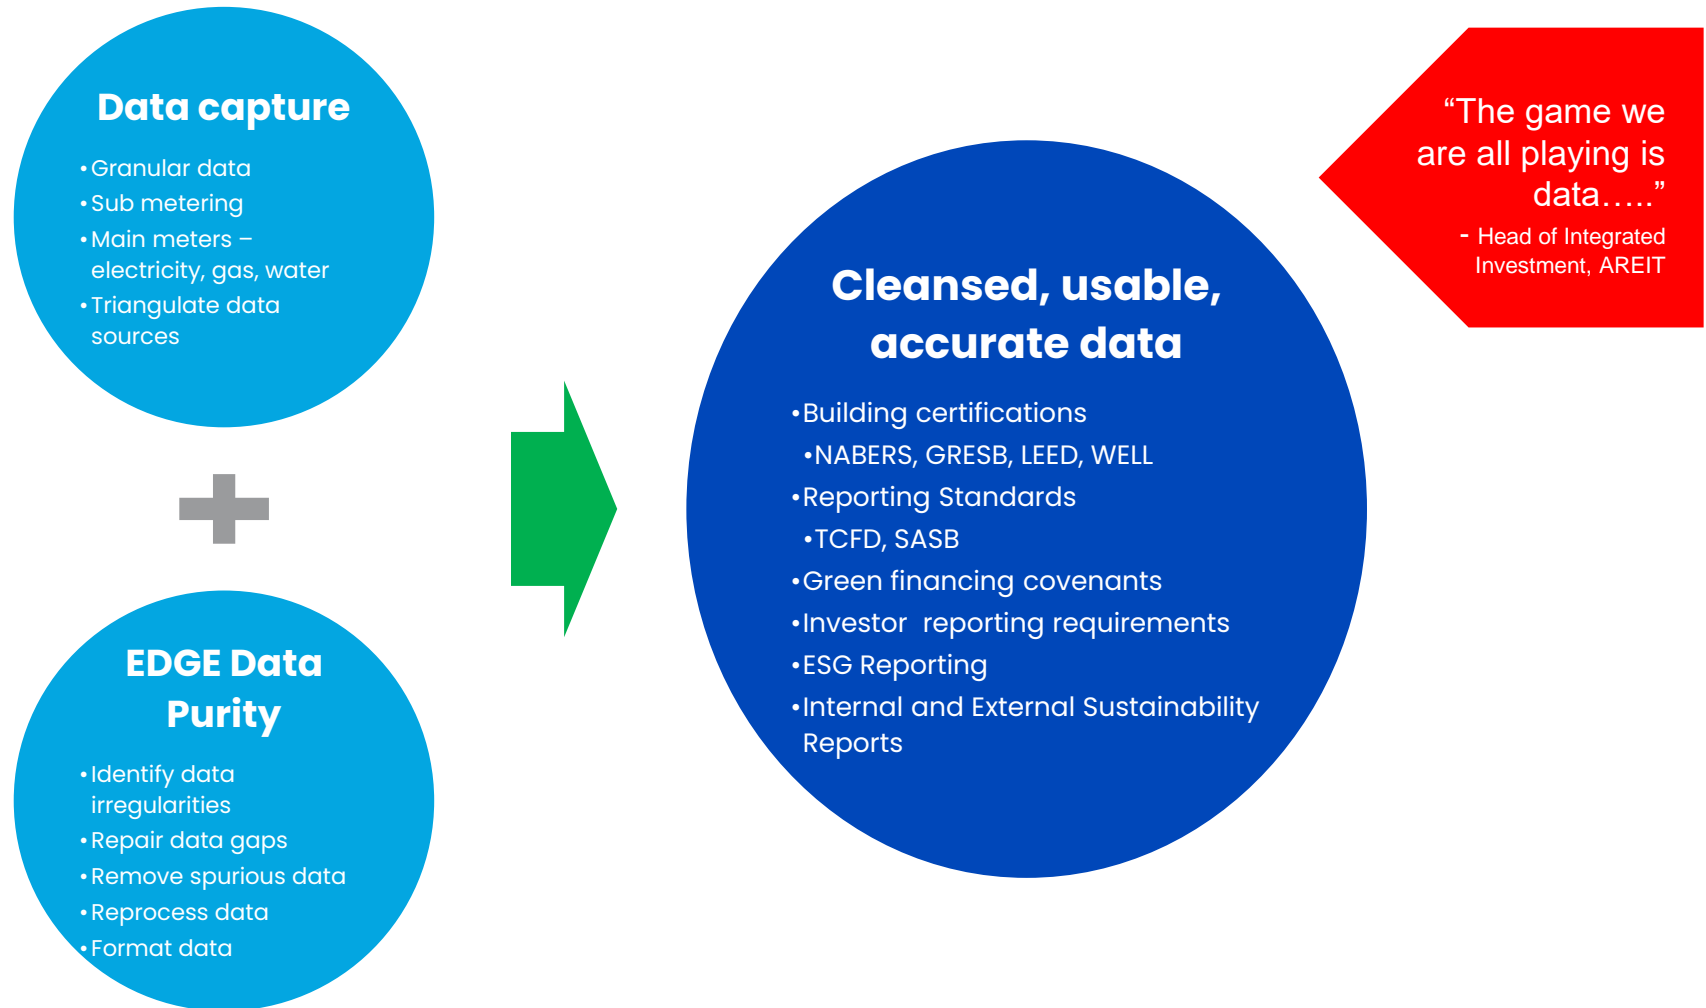 Data capture
•Granular data
•Sub metering
•Main meters –
electricity, gas, water
•Triangulate data
sources
EDGE Data
Purity
•Identify data
irregularities
•Repair data gaps
•Remove spurious data
•Reprocess data
•Format data
Cleansed, usable,
accurate data
•Building certifications
•NABERS, GRESB, LEED, WELL
•Reporting Standards
•TCFD, SASB
•Green financing covenants
•Investor  reporting requirements
•ESG Reporting
•Internal and External Sustainability
Reports
“The game we
are all playing is
data…..”
- Head of Integrated
Investment, AREIT